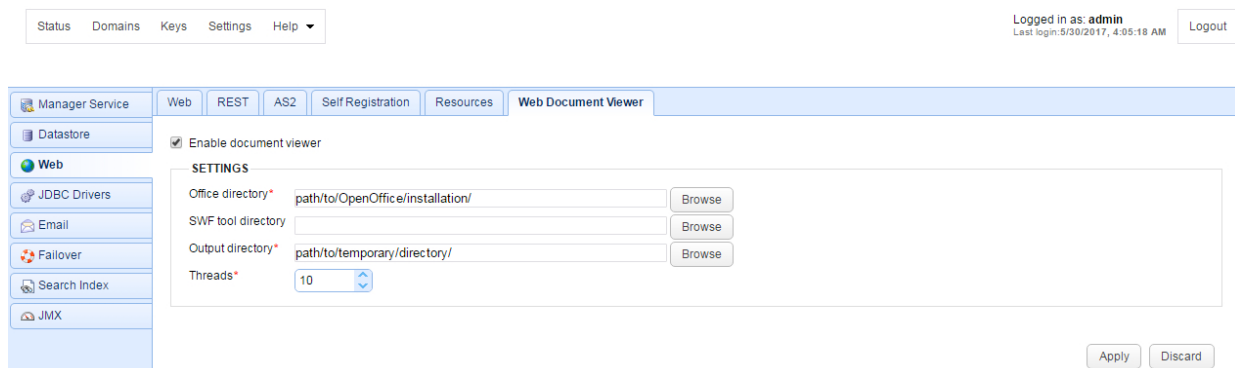 Status Domains Keys Settings Help
Logged in as: admin
Last login:5/30/2017, 4:05:18 AM
Logout
Manager Service
Datastore
Web
JDBC Drivers
Email
Failover
Search Index
JMX
Web REST AS2 Self Registration Resources Web Document Viewer
Enable document viewer
SETTINGS
Office directory* path/to/OpenOffice/installation/ Browse
SWF tool directory Browse
Output directory* path/to/temporary/directory/ Browse
Threads* 10
Apply Discard